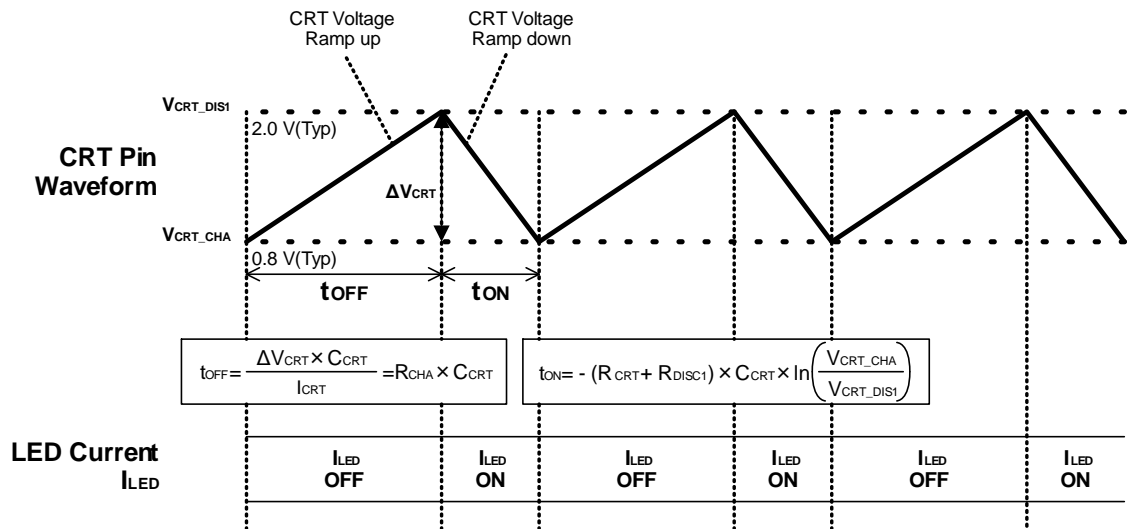 CRT Voltage
Ramp up
CRT Voltage
Ramp down
VCRT_DIS1
2.0 V(Typ)
CRT Pin
Waveform
ΔVCRT
VCRT_CHA
0.8 V(Typ)
tOFF
tON
tOFF= ΔVCRT × CCRT / ICRT =RCHA × CCRT
tON= - (RCRT+ RDISC1) × CCRT × ln(VCRT_CHA / VCRT_DIS1)
LED Current
ILED
ILED
OFF
ILED
ON
ILED
OFF
ILED
ON
ILED
OFF
ILED
ON